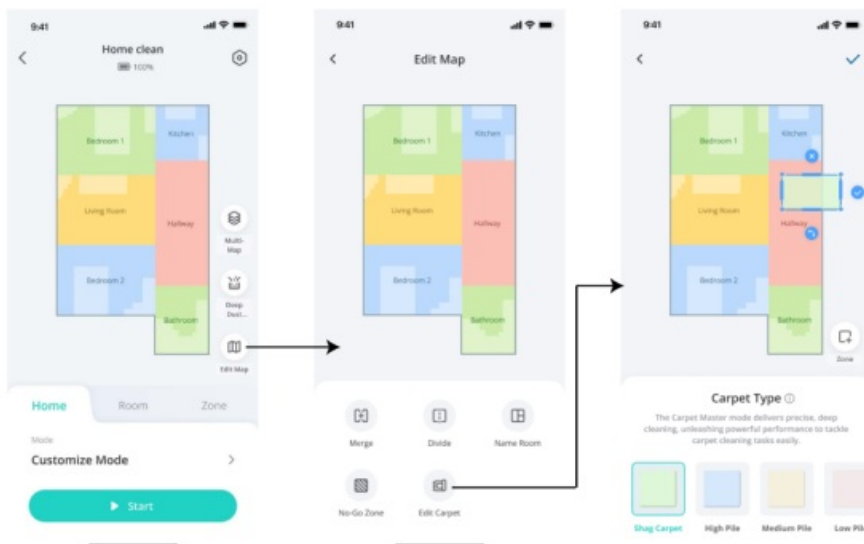 9:41
Home clean
100%
Bedroom 1
Kitchen
Living Room
Hallway
Bedroom 2
Bathroom
Multi-
Map
Deep
Dust...
Edit Map
Home
Room
Zone
Mode
Customize Mode
Start
9:41
Edit Map
Bedroom 1
Kitchen
Living Room
Hallway
Bedroom 2
Bathroom
Merge
Divide
Name Room
No-Go Zone
Edit Carpet
9:41
Bedroom 1
Kitchen
Living Room
Hallway
Bedroom 2
Bathroom
Zone
Carpet Type
The Carpet Master mode delivers precise, deep
cleaning, unleashing powerful performance to tackle
carpet cleaning tasks easily.
Shag Carpet
High Pile
Medium Pile
Low Pile